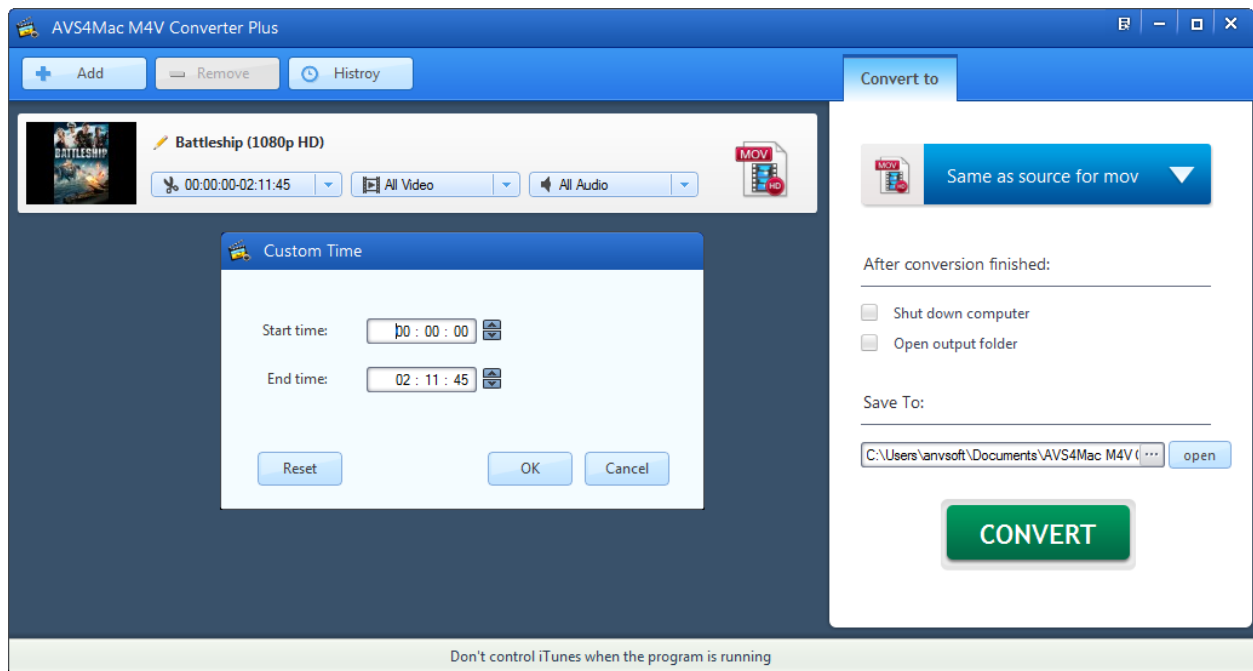 AVS4Mac M4V Converter Plus
Add
Remove
Histroy
Convert to
BATTLESHIP
Battleship (1080p HD)
00:00:00-02:11:45
All Video
All Audio
MOV
HD
MOV
HD
Same as source for mov
Custom Time
Start time: 00 : 00 : 00
End time: 02 : 11 : 45
Reset
OK
Cancel
After conversion finished:
Shut down computer
Open output folder
Save To:
C:\Users\anvsoft\Documents\AVS4Mac M4V ( ...
open
CONVERT
Don't control iTunes when the program is running